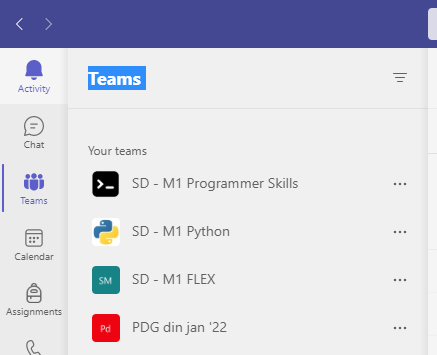 Teams
Activity
Chat
Teams
Calendar
Assignments
Your teams
SD - M1 Programmer Skills
SD - M1 Python
SM
SD - M1 FLEX
Pd
PDG din jan '22